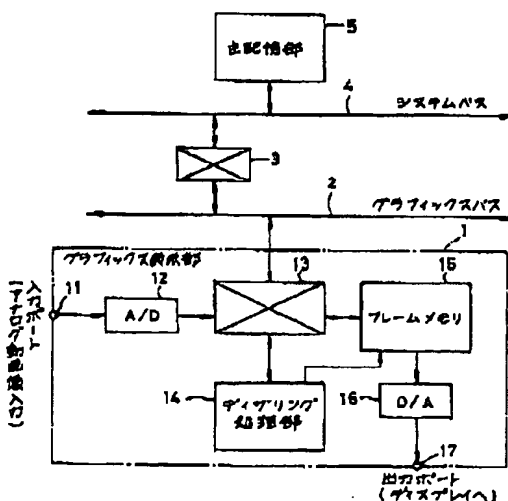 5
主記憶部
4
システムバス
3
2
グラフィックスバス
1
グラフィックス制御部
入力ポート
(アナログ動画像入力)
11
12
A/D
13
15
フレームメモリ
14
ディザリング
処理部
16
D/A
17
出力ポート
(ディスプレイへ)